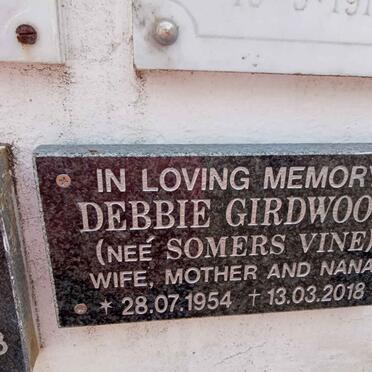 IN LOVING MEMORY
DEBBIE GIRDWOO
(NEÉ SOMERS VINE)
WIFE, MOTHER AND NANA
* 28.07.1954 † 13.03.2018